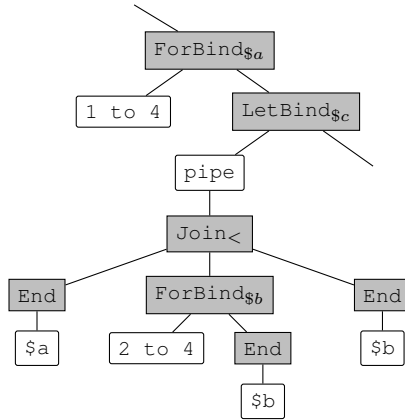 ForBind$a
1 to 4
LetBind$c
pipe
Join<
End
ForBind$b
End
$a
2 to 4
End
$b
$b